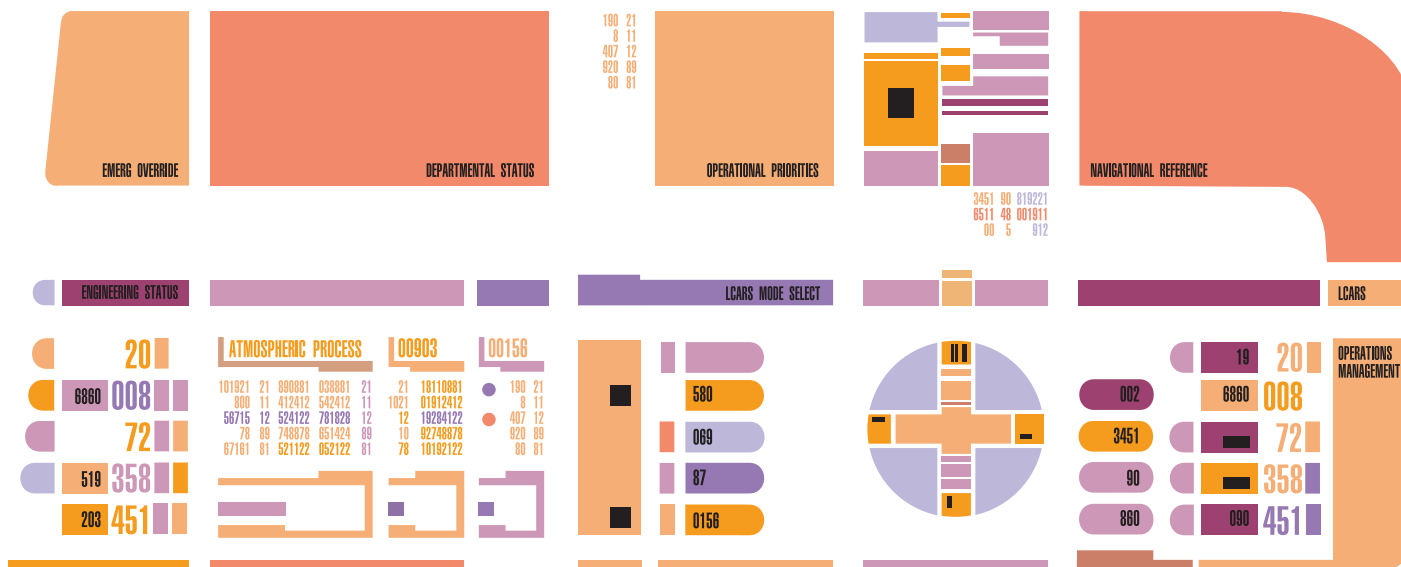 190 21
8 11
407 12
920 89
80 81
EMERG OVERRIDE
DEPARTMENTAL STATUS
OPERATIONAL PRIORITIES
NAVIGATIONAL REFERENCE
3451 90 819221
6511 48 001911
00 5 912
ENGINEERING STATUS
LCARS MODE SELECT
LCARS
20
6860 008
72
519 358
203 451
ATMOSPHERIC PROCESS
101921 21 890881 038881 21
800 11 412412 542412 11
56715 12 924122 781828 12
78 89 748878 851424 89
67161 81 521122 052122 81
00903
21 18110881
1021 01912412
12 19284122
10 92748878
78 10192122
00156
190 21
8 11
407 12
920 89
80 81
580
069
87
0156
002
3451
90
860
19 20
6860 008
72
358
090 451
OPERATIONS
MANAGEMENT